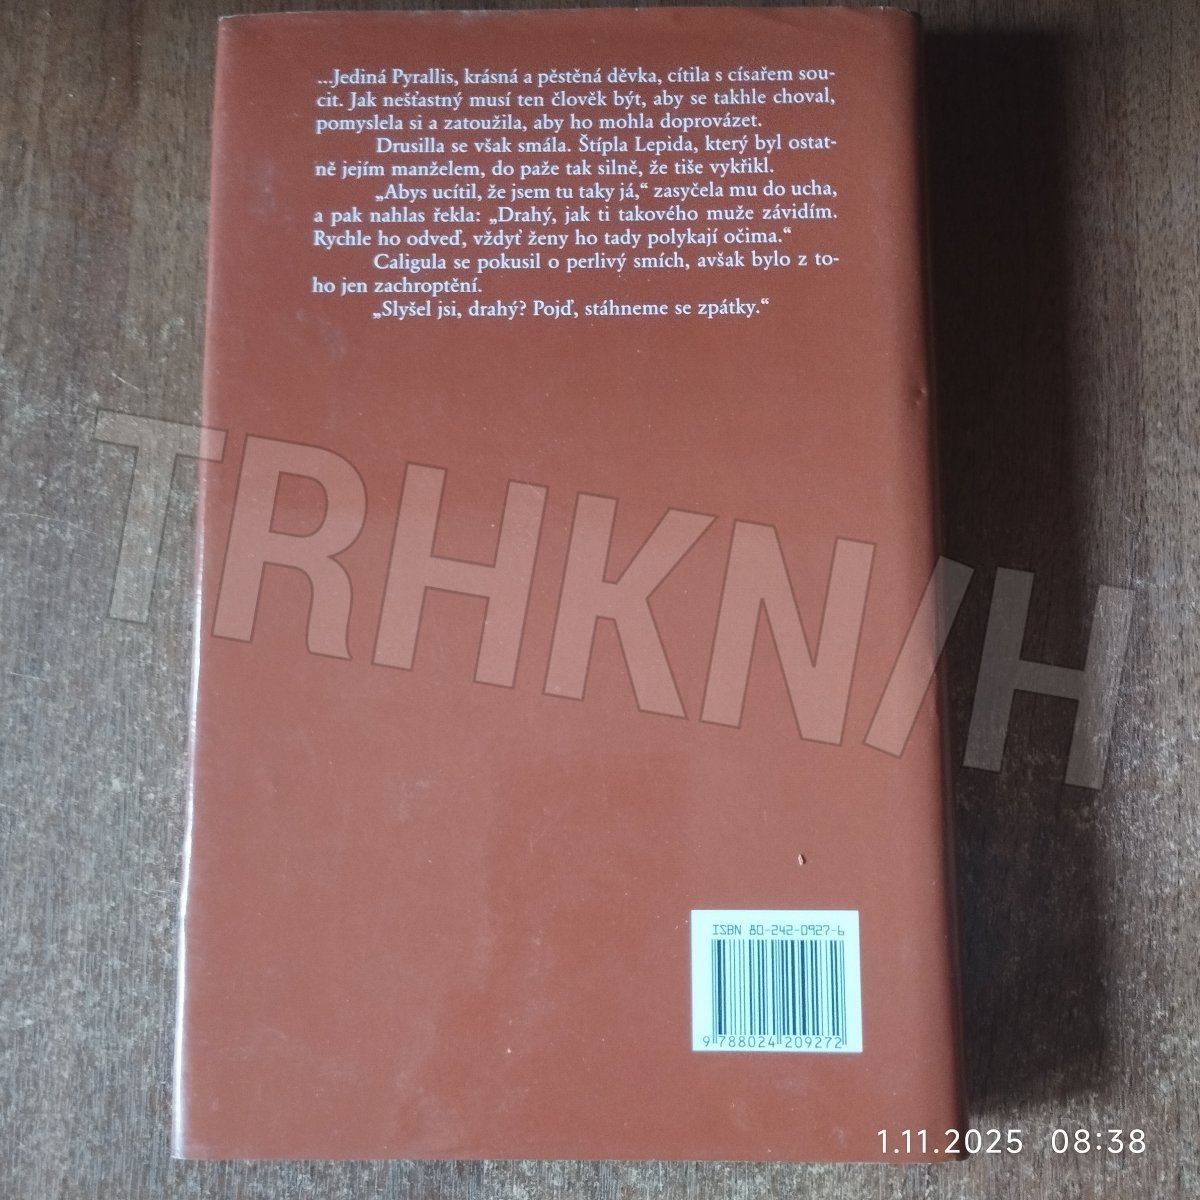 ...Jediná Pyrallis, krásná a pěstěná děvka, cítila s císařem sou-
cit. Jak nešťastný musí ten člověk být, aby se takhle choval,
pomyslela si a zatoužila, aby ho mohla doprovázet.
Drusilla se však smála. Štípla Lepida, který byl ostat-
ně jejím manželem, do paže tak silně, že tiše vykřikl.
„Abys ucítil, že jsem tu taky já,“ zasyčela mu do ucha,
a pak nahlas řekla: „Drahý, jak ti takového muže závidím.
Rychle ho odveď, vždyť ženy ho tady polykají očima.“
Caligula se pokusil o perlivý smích, avšak bylo z to-
ho jen zachroptění.
„Slyšel jsi, drahý? Pojď, stáhneme se zpátky.“
TRHKN/H
ISBN 80-242-0927-6
9 788024 209272
1.11.2025 08:38